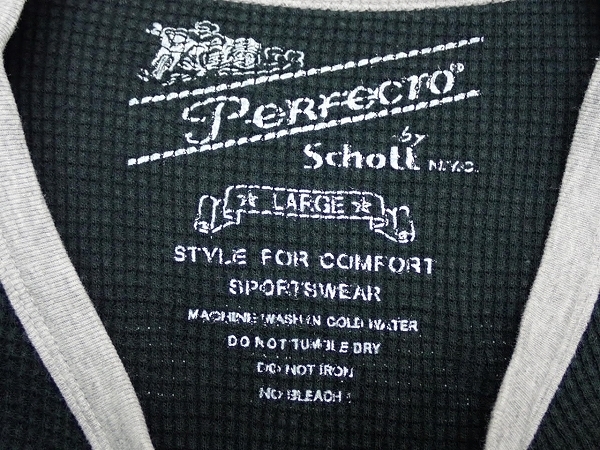 Perfecto®
by
Schott N.Y.C.
☆ LARGE ☆
STYLE FOR COMFORT
SPORTSWEAR
MACHINE WASH IN COLD WATER
DO NOT TUMBLE DRY
DO NOT IRON
NO BLEACH !